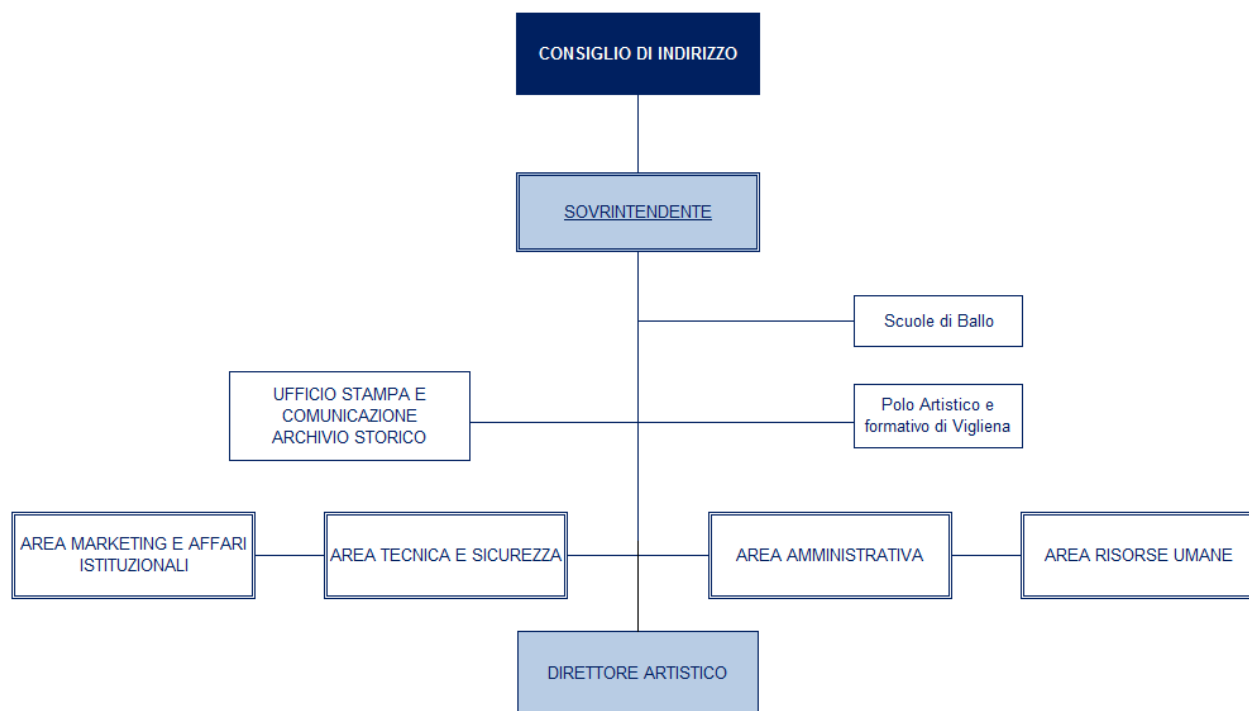 CONSIGLIO DI INDIRIZZO
SOVRINTENDENTE
Scuole di Ballo
UFFICIO STAMPA E
COMUNICAZIONE
ARCHIVIO STORICO
Polo Artistico e
formativo di Vigliena
AREA MARKETING E AFFARI
ISTITUZIONALI
AREA TECNICA E SICUREZZA
AREA AMMINISTRATIVA
AREA RISORSE UMANE
DIRETTORE ARTISTICO